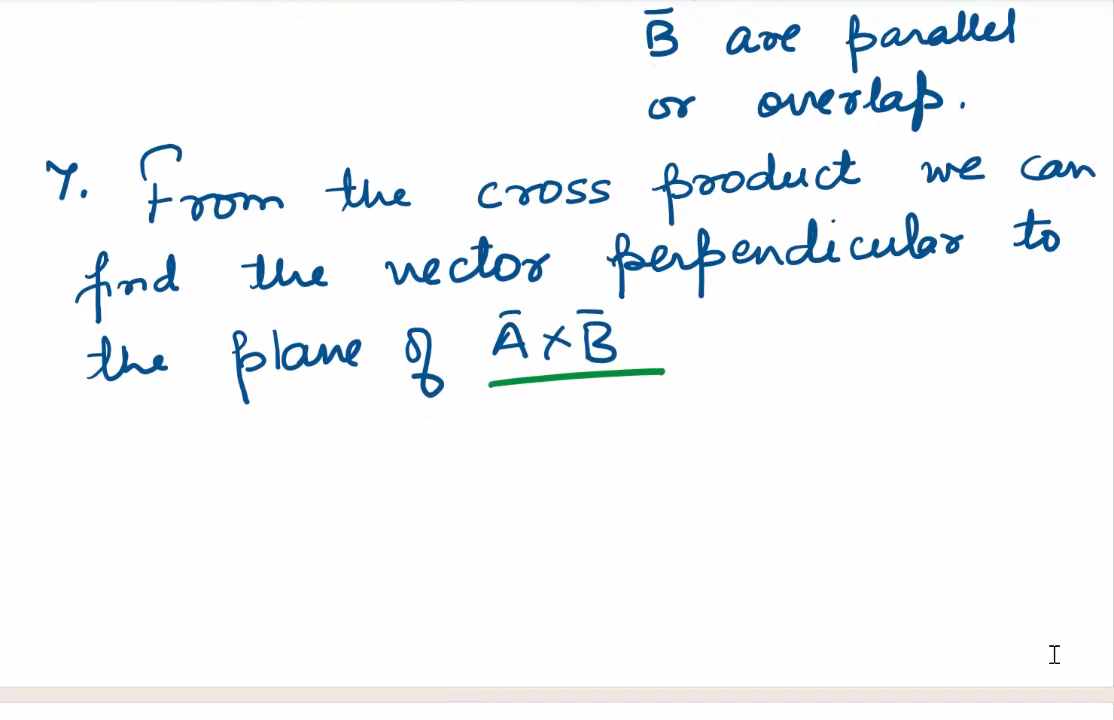 B̄ are parallel
or overlap.
7. From the cross product we can
find the vector perpendicular to
the plane of Ā × B̄